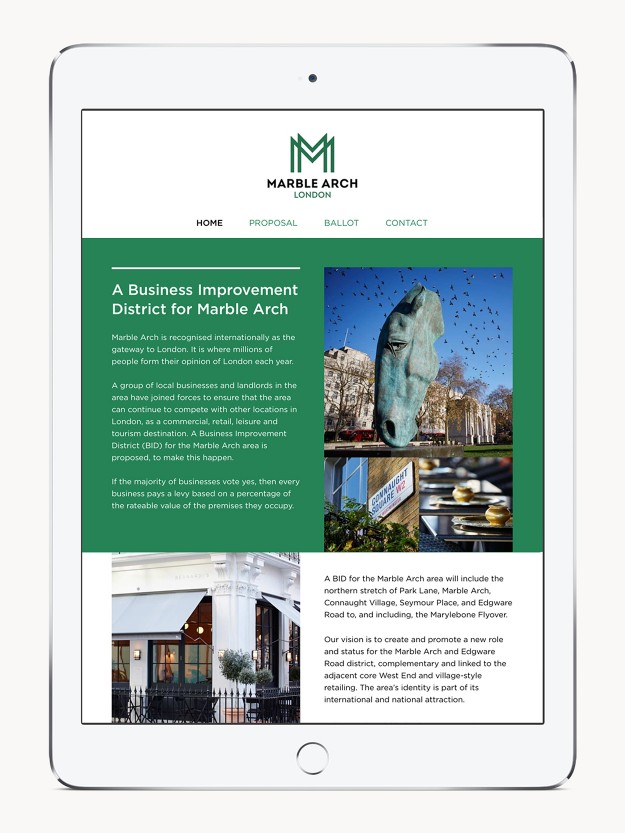 MARBLE ARCH
LONDON
HOME PROPOSAL BALLOT CONTACT
A Business Improvement
District for Marble Arch
Marble Arch is recognised internationally as the
gateway to London. It is where millions of
people form their opinion of London each year.
A group of local businesses and landlords in the
area have joined forces to ensure that the area
can continue to compete with other locations in
London, as a commercial, retail, leisure and
tourism destination. A Business Improvement
District (BID) for the Marble Arch area is
proposed, to make this happen.
If the majority of businesses vote yes, then every
business pays a levy based on a percentage of
the rateable value of the premises they occupy.
CONNAUGHT
SQUARE W2
A BID for the Marble Arch area will include the
northern stretch of Park Lane, Marble Arch,
Connaught Village, Seymour Place, and Edgware
Road to, and including, the Marylebone Flyover.
Our vision is to create and promote a new role
and status for the Marble Arch and Edgware
Road district, complementary and linked to the
adjacent core West End and village-style
retailing. The area's identity is part of its
international and national attraction.